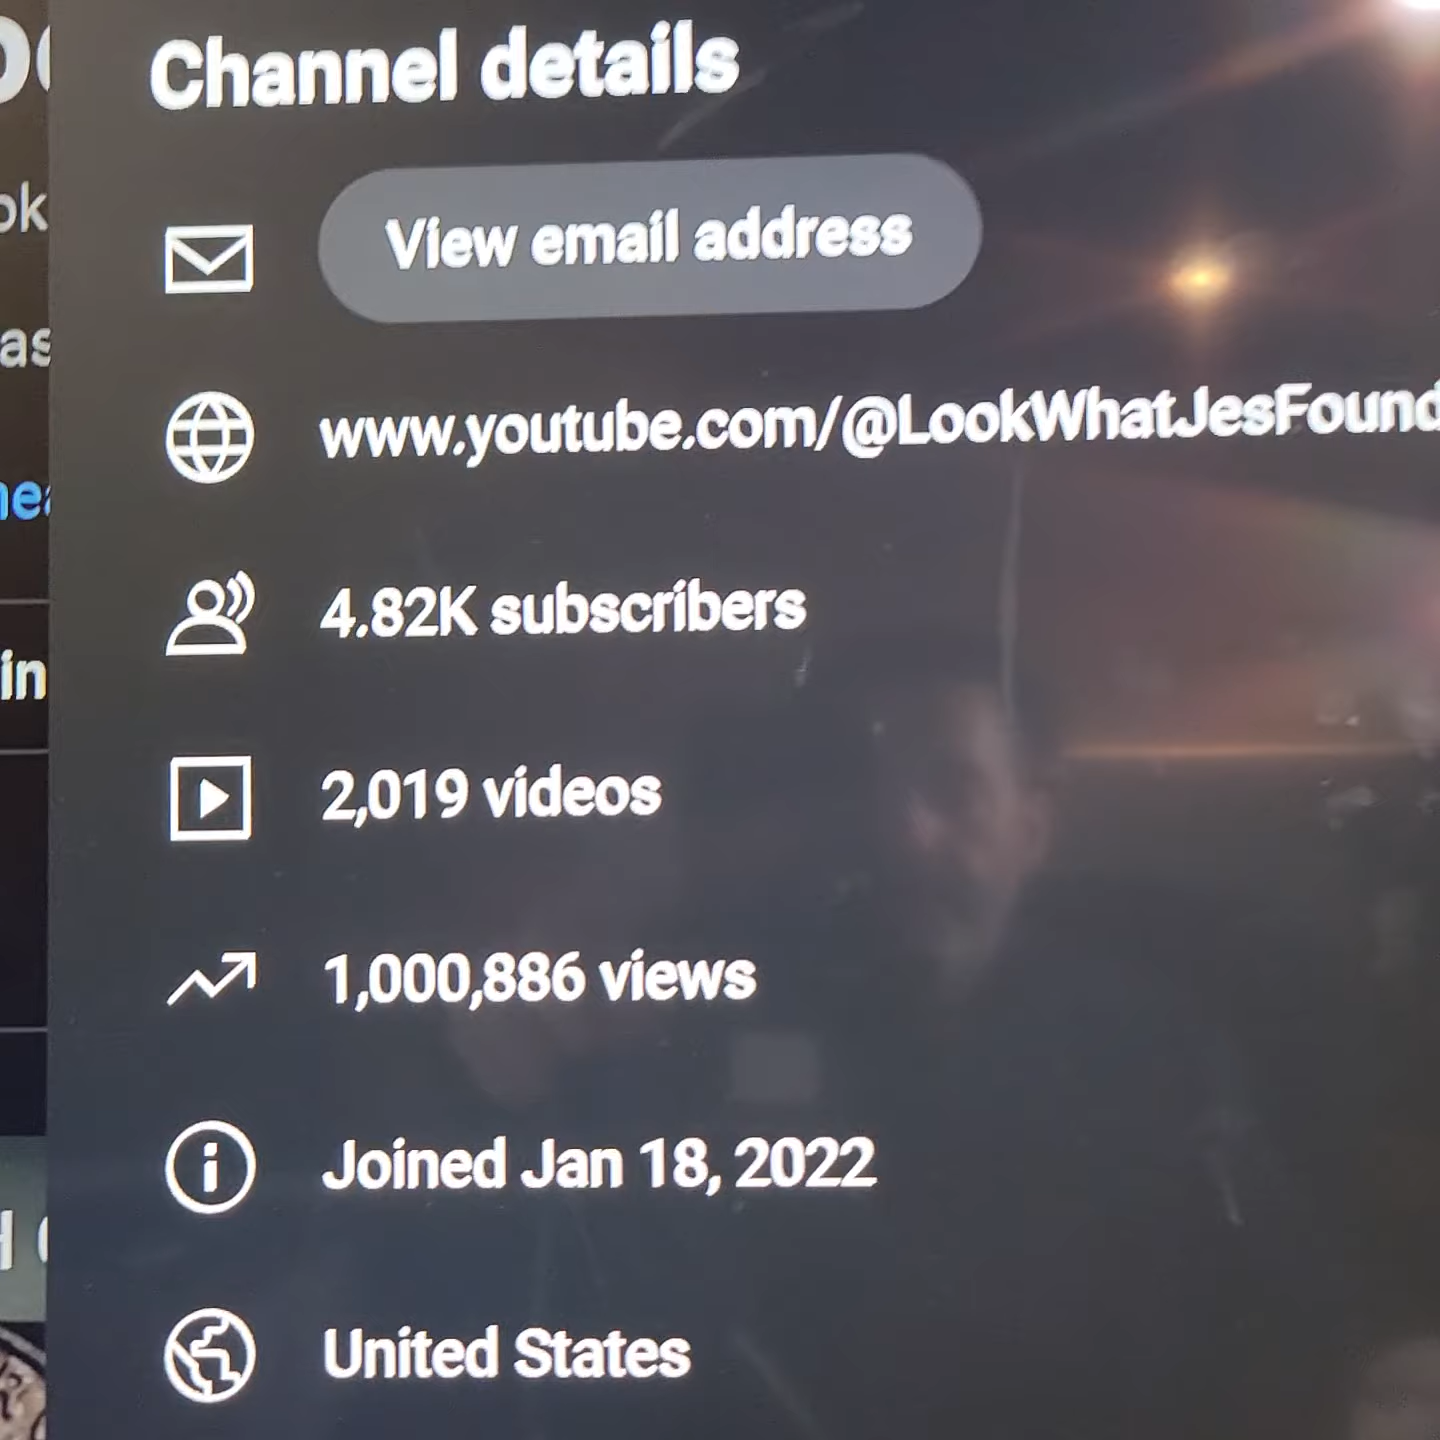 Channel details
View email address
www.youtube.com/@LookWhatJesFound
4.82K subscribers
2,019 videos
1,000,886 views
Joined Jan 18, 2022
United States